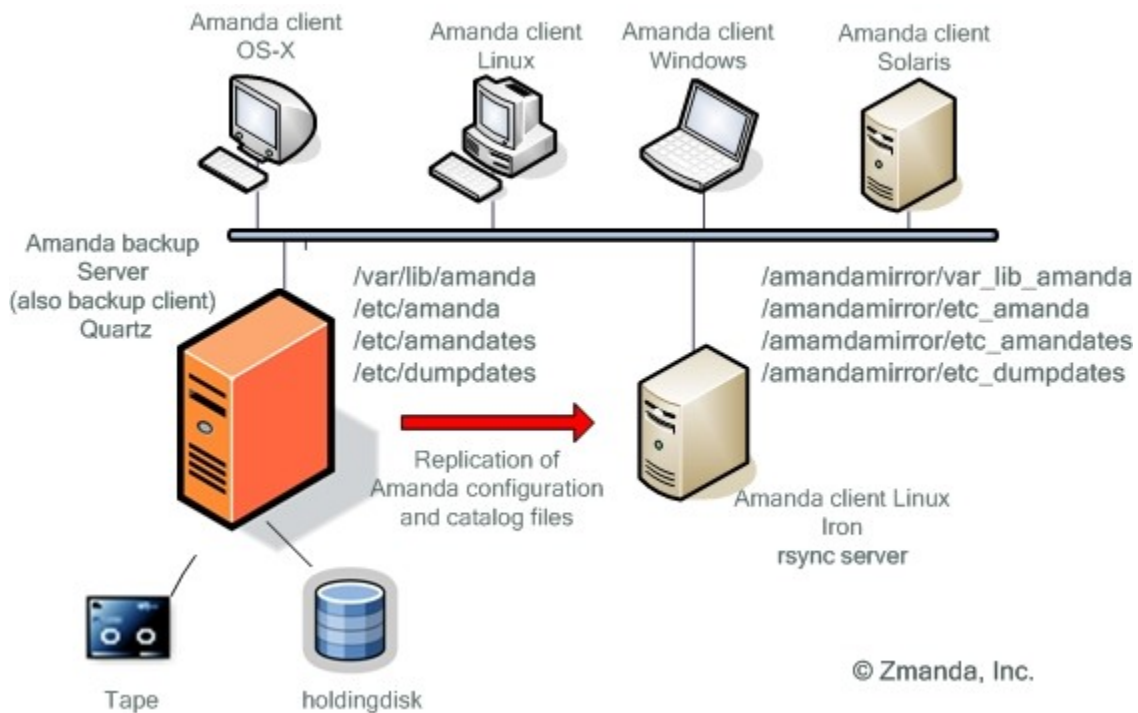 Amanda client
OS-X
Amanda client
Linux
Amanda client
Windows
Amanda client
Solaris
Amanda backup
Server
(also backup client)
Quartz
/var/lib/amanda
/etc/amanda
/etc/amandates
/etc/dumpdates
/amandamirror/var_lib_amanda
/amandamirror/etc_amanda
/amamdamirror/etc_amandates
/amandamirror/etc_dumpdates
Replication of
Amanda configuration
and catalog files
Amanda client Linux
Iron
rsync server
Tape
holdingdisk
© Zmanda, Inc.